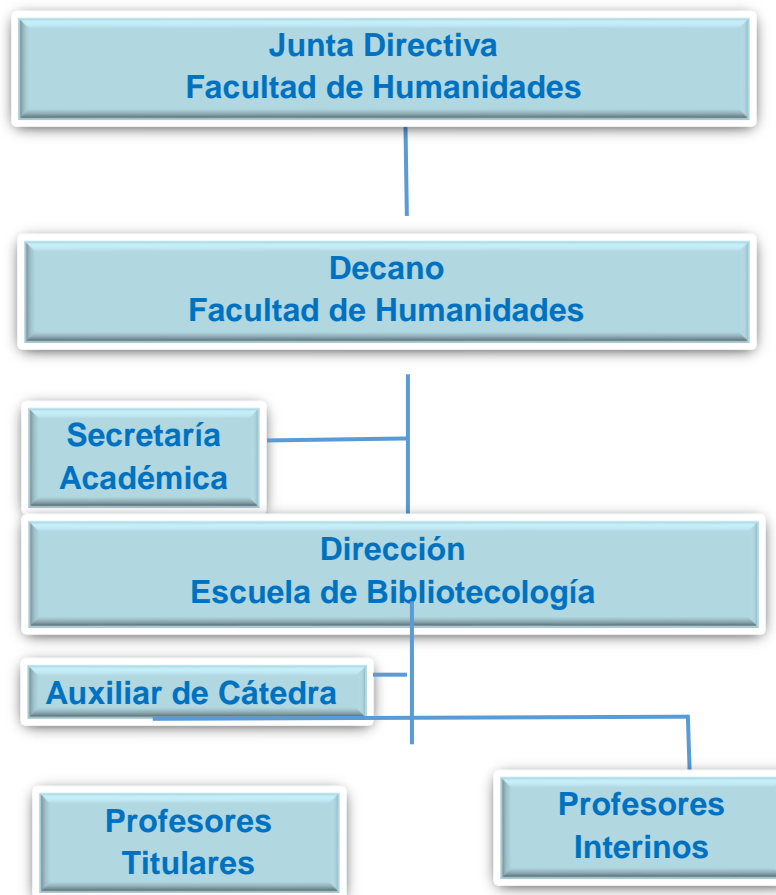 Junta Directiva
Facultad de Humanidades
Decano
Facultad de Humanidades
Secretaría
Académica
Dirección
Escuela de Bibliotecología
Auxiliar de Cátedra
Profesores
Titulares
Profesores
Interinos